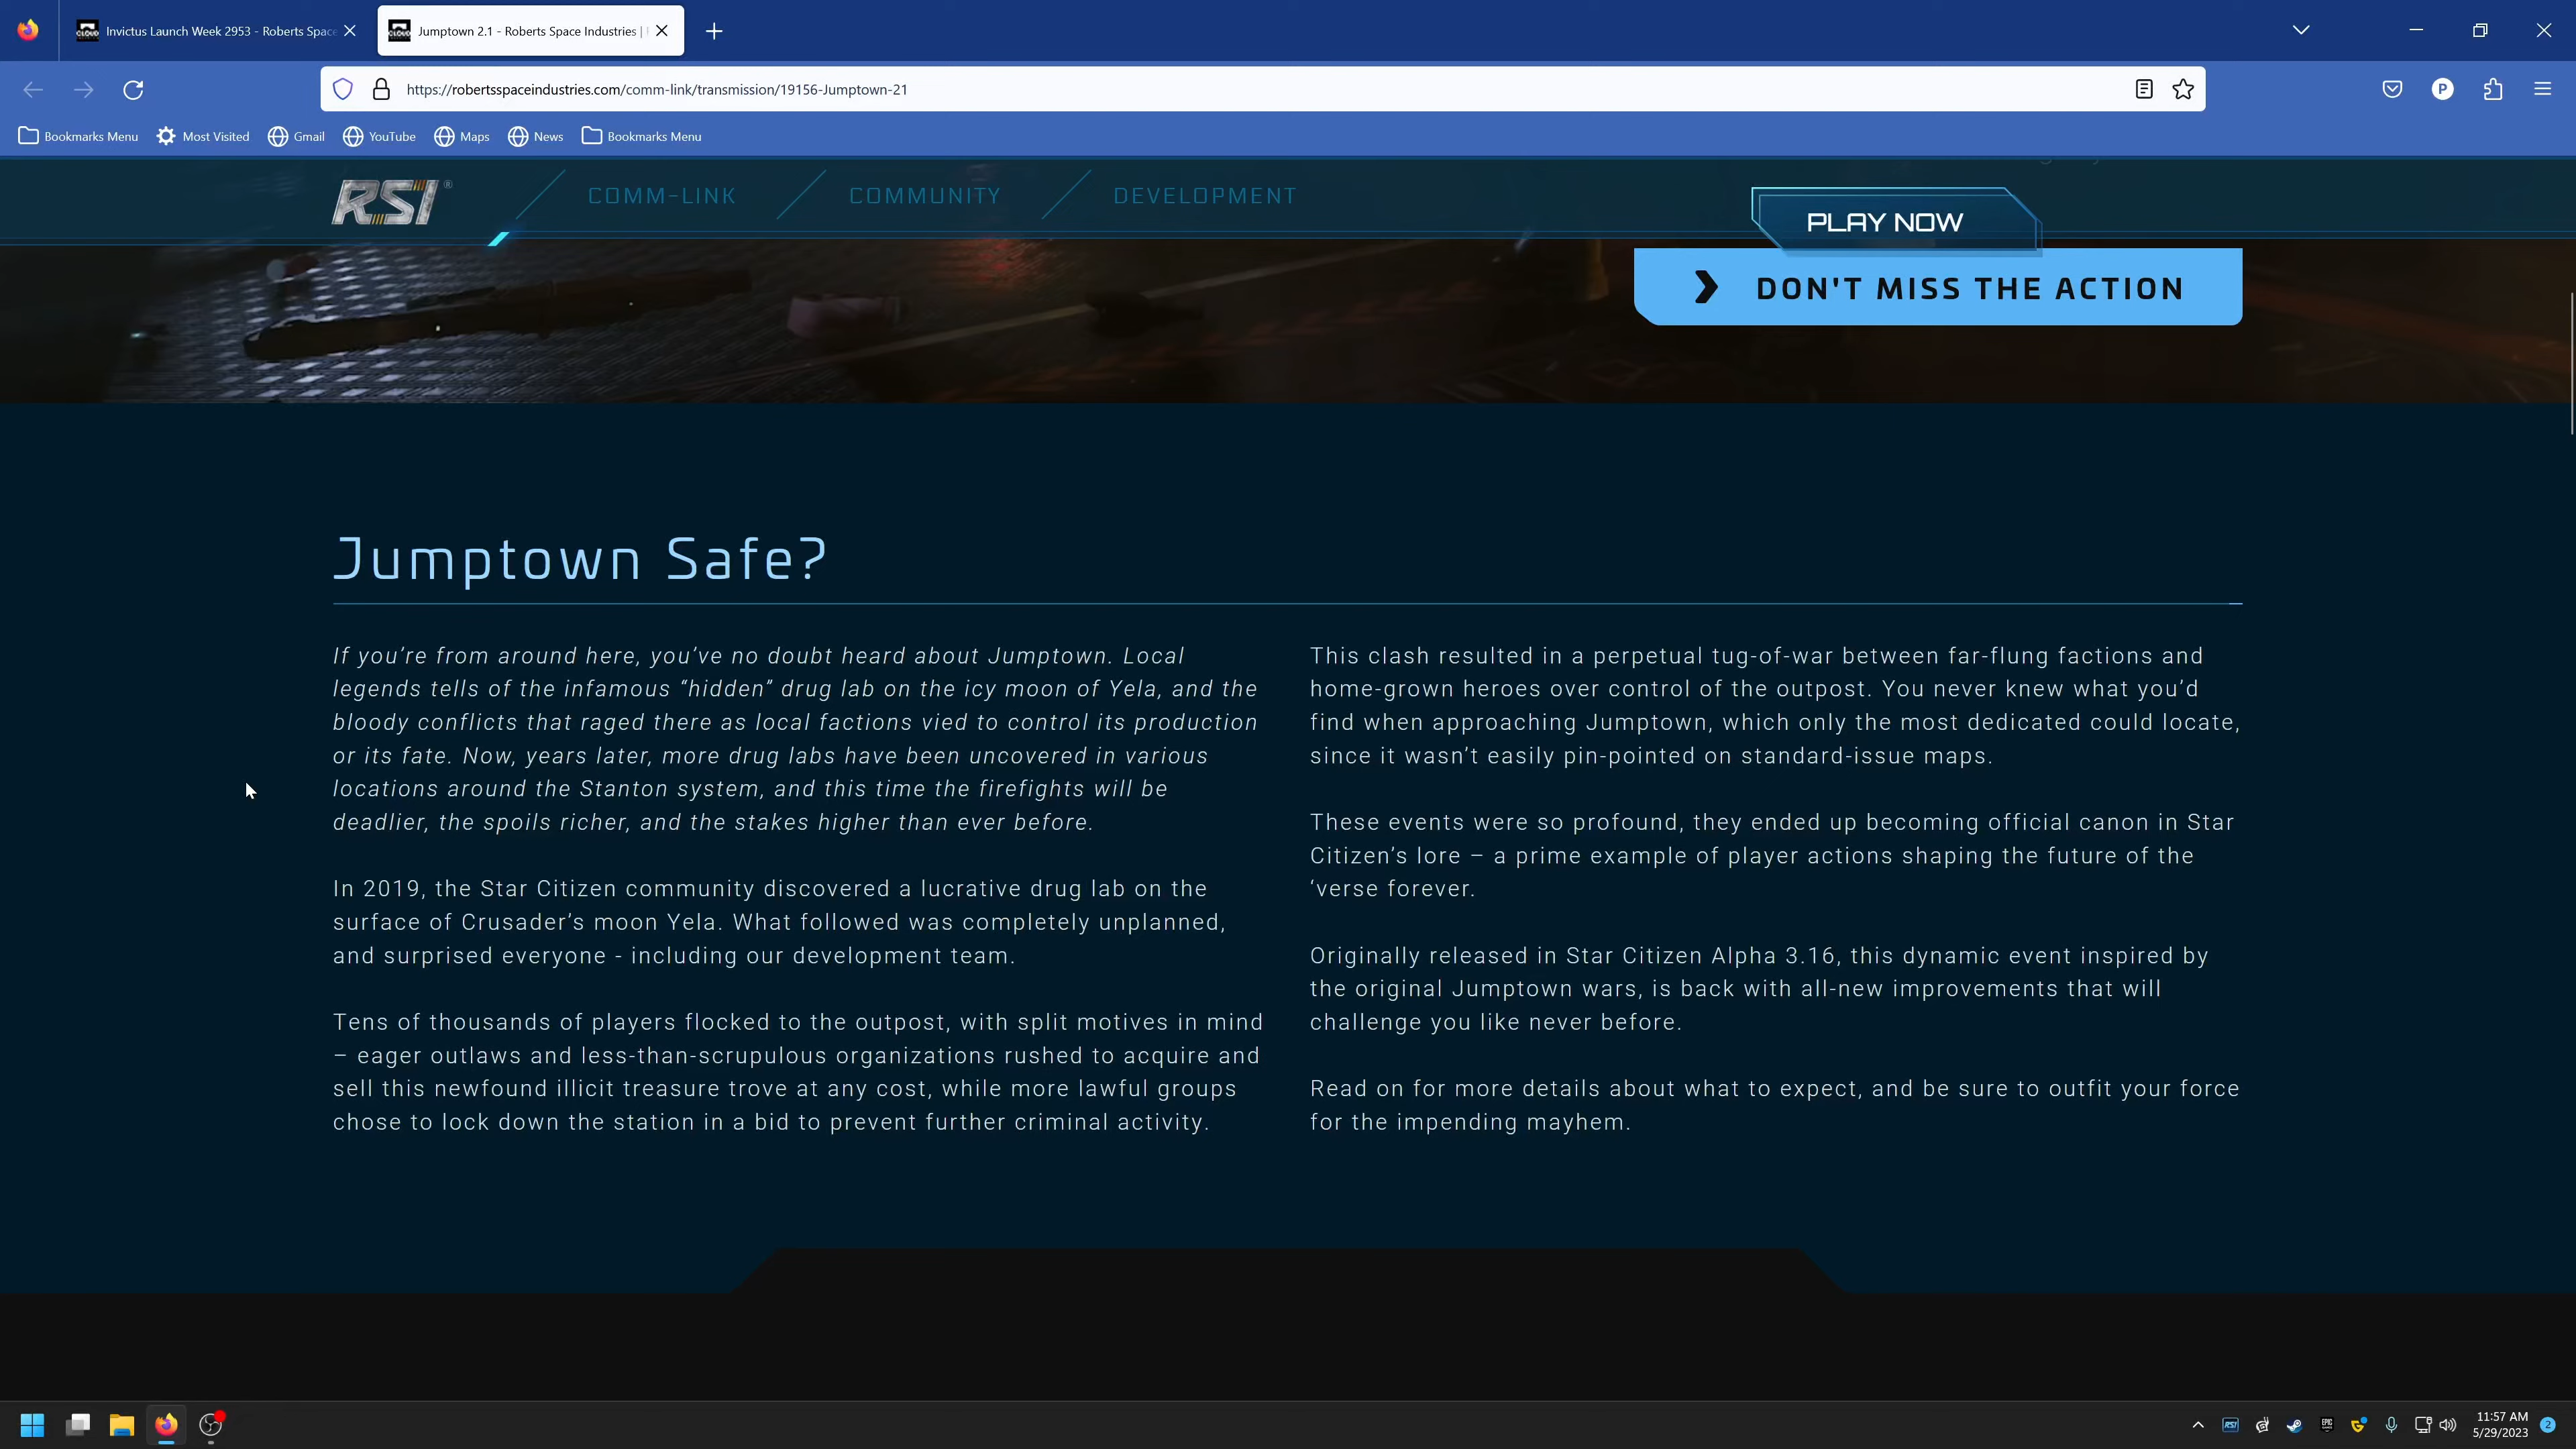 Invictus Launch Week 2953 - Roberts Space
Jumptown 2.1 - Roberts Space Industries |
https://robertsspaceindustries.com/comm-link/transmission/19156-Jumptown-21
P
Bookmarks Menu
Most Visited
Gmail
YouTube
Maps
News
Bookmarks Menu
RSI®
COMM-LINK
COMMUNITY
DEVELOPMENT
PLAY NOW
DON'T MISS THE ACTION
Jumptown Safe?
If you’re from around here, you’ve no doubt heard about Jumptown. Local
legends tells of the infamous “hidden” drug lab on the icy moon of Yela, and the
bloody conflicts that raged there as local factions vied to control its production
or its fate. Now, years later, more drug labs have been uncovered in various
locations around the Stanton system, and this time the firefights will be
deadlier, the spoils richer, and the stakes higher than ever before.
In 2019, the Star Citizen community discovered a lucrative drug lab on the
surface of Crusader’s moon Yela. What followed was completely unplanned,
and surprised everyone - including our development team.
Tens of thousands of players flocked to the outpost, with split motives in mind
– eager outlaws and less-than-scrupulous organizations rushed to acquire and
sell this newfound illicit treasure trove at any cost, while more lawful groups
chose to lock down the station in a bid to prevent further criminal activity.
This clash resulted in a perpetual tug-of-war between far-flung factions and
home-grown heroes over control of the outpost. You never knew what you’d
find when approaching Jumptown, which only the most dedicated could locate,
since it wasn’t easily pin-pointed on standard-issue maps.
These events were so profound, they ended up becoming official canon in Star
Citizen’s lore – a prime example of player actions shaping the future of the
‘verse forever.
Originally released in Star Citizen Alpha 3.16, this dynamic event inspired by
the original Jumptown wars, is back with all-new improvements that will
challenge you like never before.
Read on for more details about what to expect, and be sure to outfit your force
for the impending mayhem.
RSI
EPIC
11:57 AM
5/29/2023
2